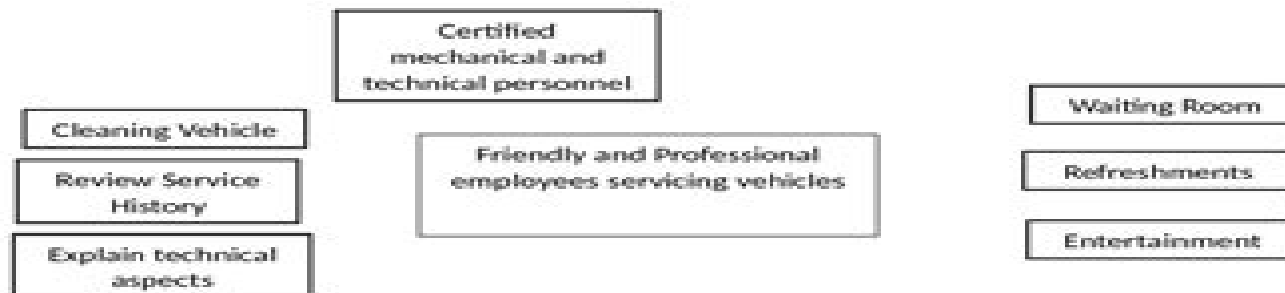 Certified
mechanical and
technical personnel
Cleaning Vehicle
Review Service
History
Explain technical
aspects
Friendly and Professional
employees servicing vehicles
Waiting Room
Refreshments
Entertainment